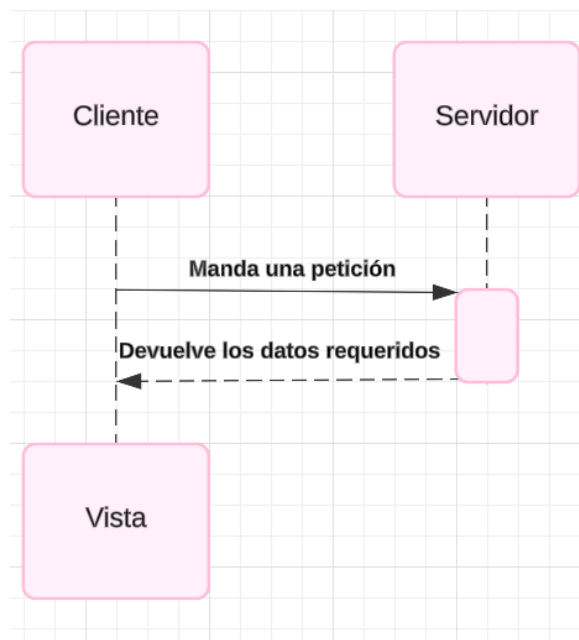 Cliente
Servidor
Manda una petición
Devuelve los datos requeridos
Vista